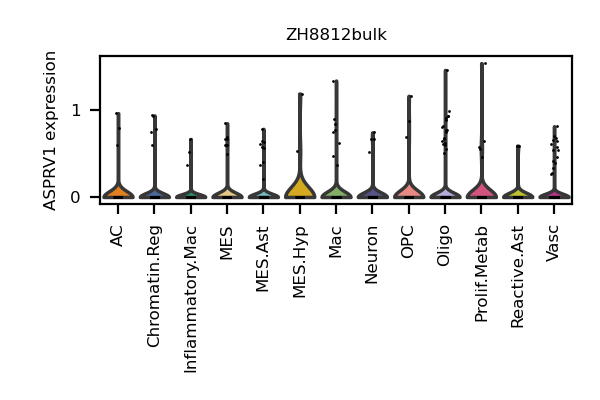 ZH8812bulk
ASPRV1 expression
1
0
AC
Chromatin.Reg
Inflammatory.Mac
MES
MES.Ast
MES.Hyp
Mac
Neuron
OPC
Oligo
Prolif.Metab
Reactive.Ast
Vasc